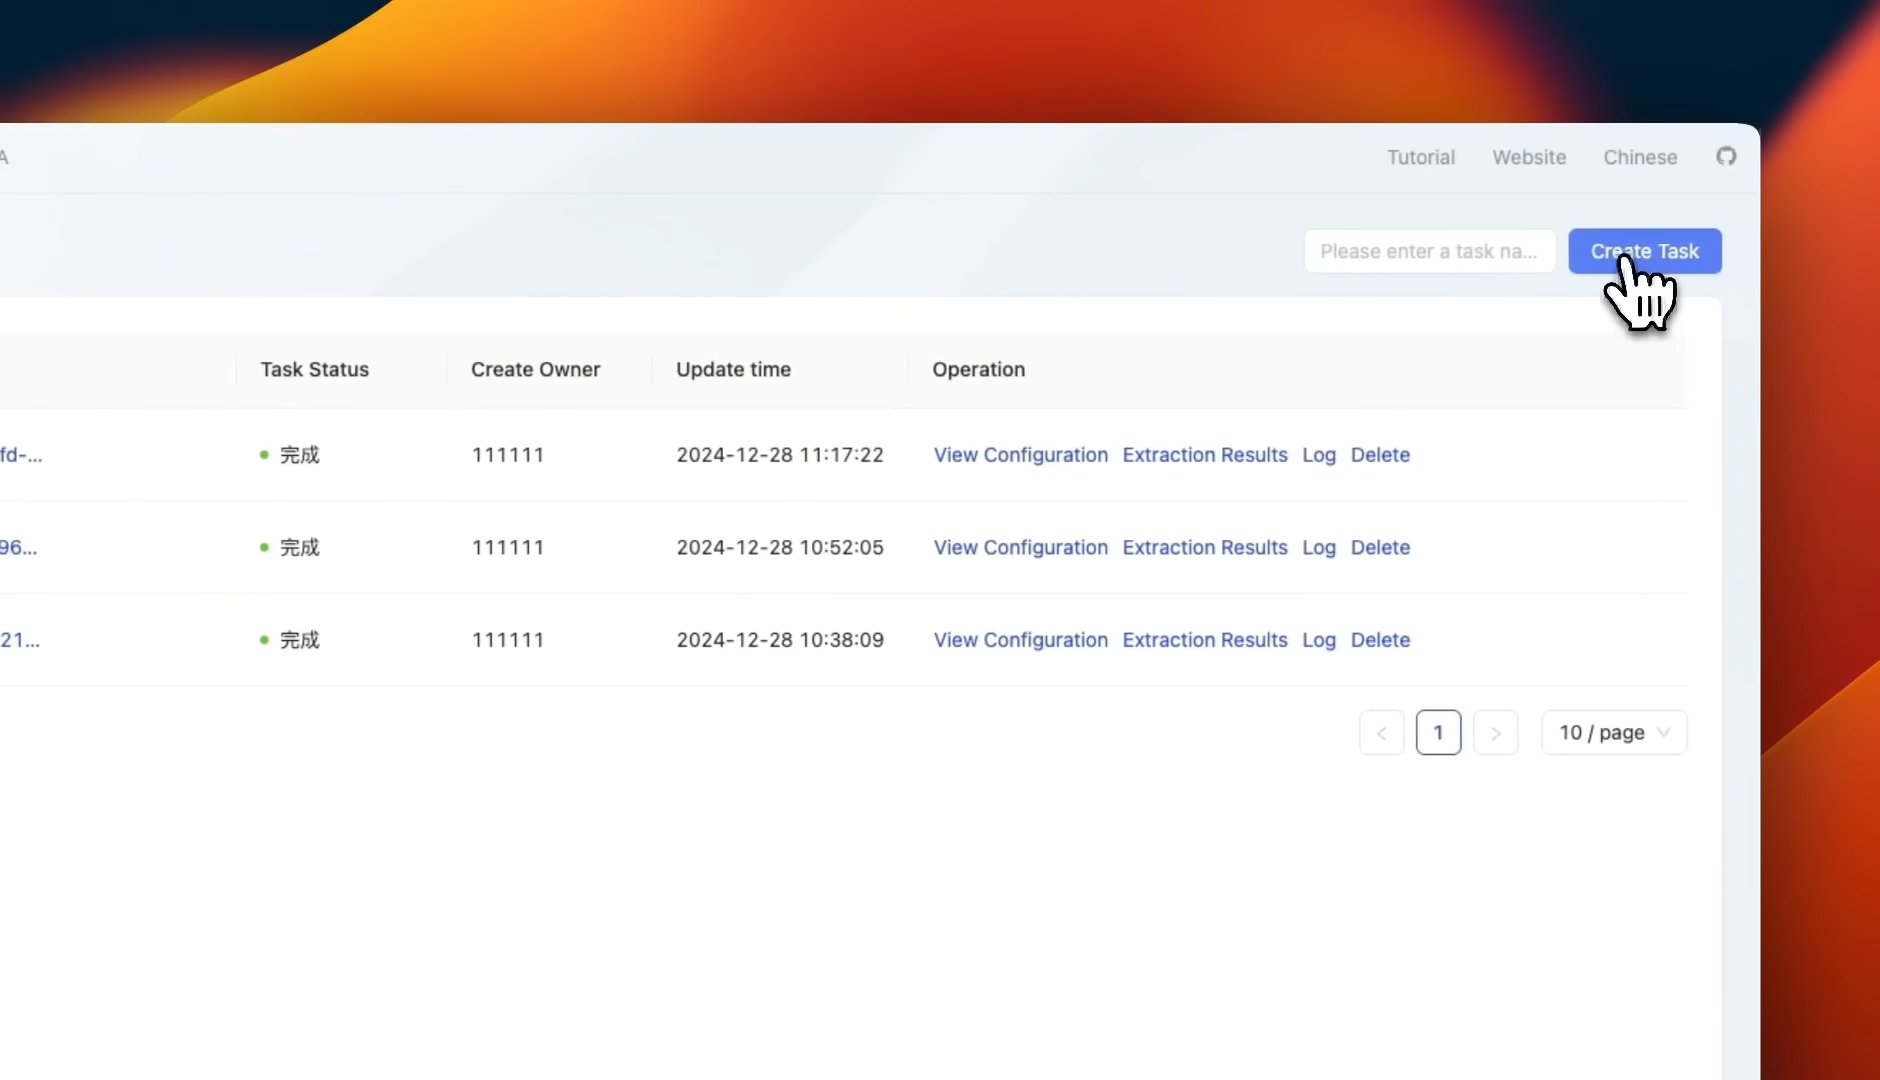 A Tutorial Website Chinese
Please enter a task na... Create Task
Task Status Create Owner Update time Operation
fd-... 完成 111111 2024-12-28 11:17:22 View Configuration Extraction Results Log Delete
96... 完成 111111 2024-12-28 10:52:05 View Configuration Extraction Results Log Delete
21... 完成 111111 2024-12-28 10:38:09 View Configuration Extraction Results Log Delete
< 1 > 10 / page